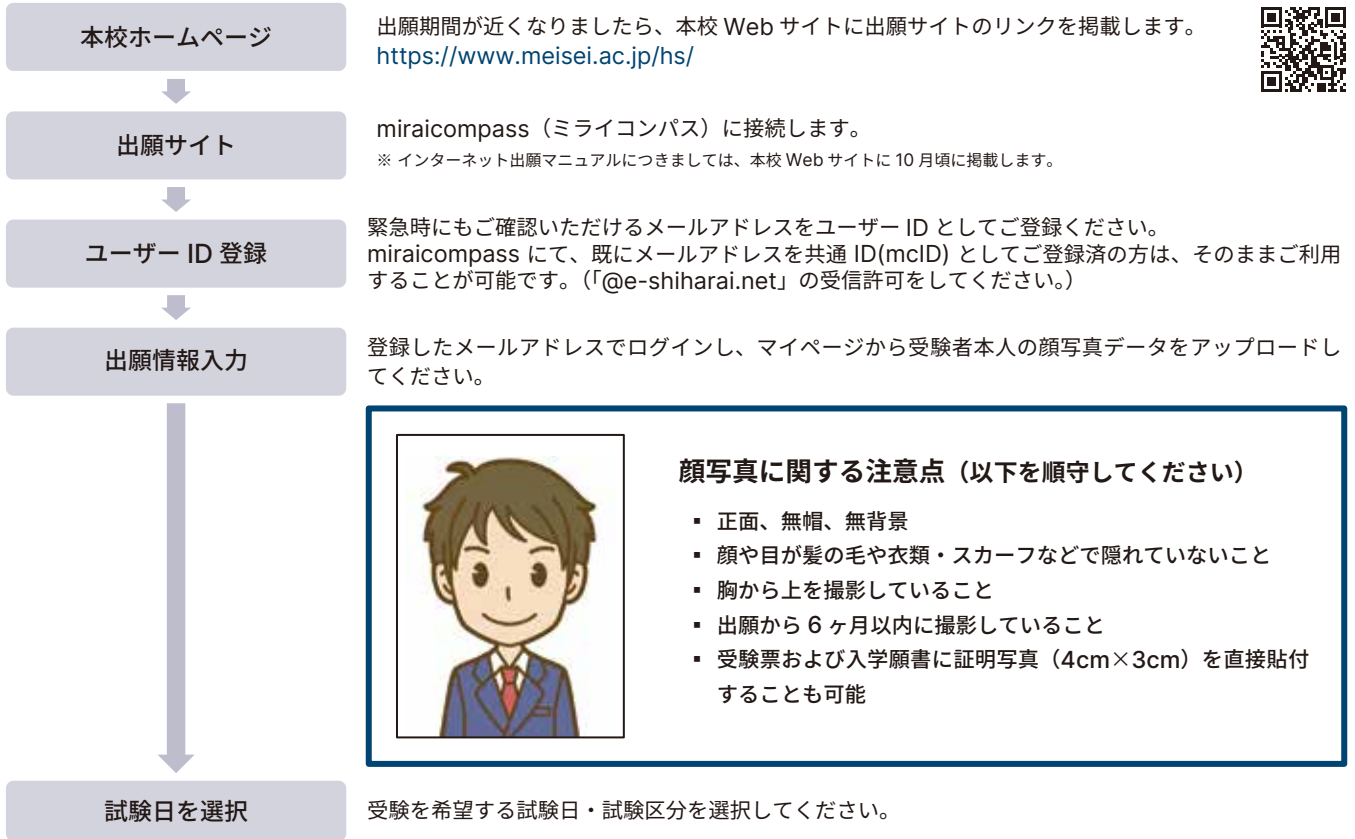 本校ホームページ
出願期間が近くなりましたら、本校 Web サイトに出願サイトのリンクを掲載します。
https://www.meisei.ac.jp/hs/
出願サイト
miraicompass（ミライコンパス）に接続します。
※ インターネット出願マニュアルにつきましては、本校 Web サイトに 10 月頃に掲載します。
ユーザー ID 登録
緊急時にもご確認いただけるメールアドレスをユーザー ID としてご登録ください。
miraicompass にて、既にメールアドレスを共通 ID(mcID) としてご登録済の方は、そのままご利用
することが可能です。（「@e-shiharai.net」の受信許可をしてください。）
出願情報入力
登録したメールアドレスでログインし、マイページから受験者本人の顔写真データをアップロードし
てください。
顔写真に関する注意点（以下を順守してください）
▪ 正面、無帽、無背景
▪ 顔や目が髪の毛や衣類・スカーフなどで隠れていないこと
▪ 胸から上を撮影していること
▪ 出願から 6 ヶ月以内に撮影していること
▪ 受験票および入学願書に証明写真（4cm×3cm）を直接貼付
することも可能
試験日を選択
受験を希望する試験日・試験区分を選択してください。